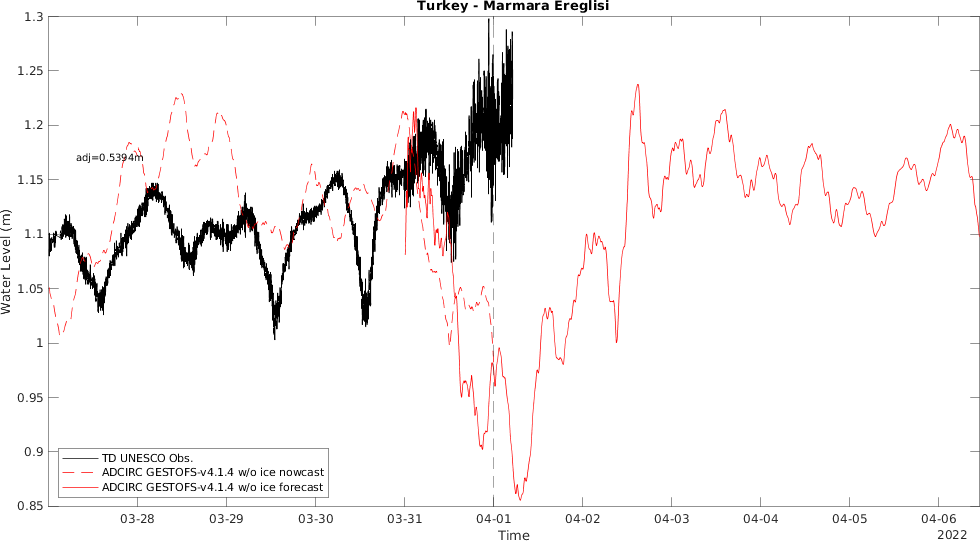 Turkey - Marmara Ereglisi
1.3
1.25
1.2
1.15
1.1
1.05
1
0.95
0.9
0.85
Water Level (m)
adj=0.5394m
TD UNESCO Obs.
ADCIRC GESTOFS-v4.1.4 w/o ice nowcast
ADCIRC GESTOFS-v4.1.4 w/o ice forecast
03-28 03-29 03-30 03-31 04-01 04-02 04-03 04-04 04-05 04-06
Time
2022